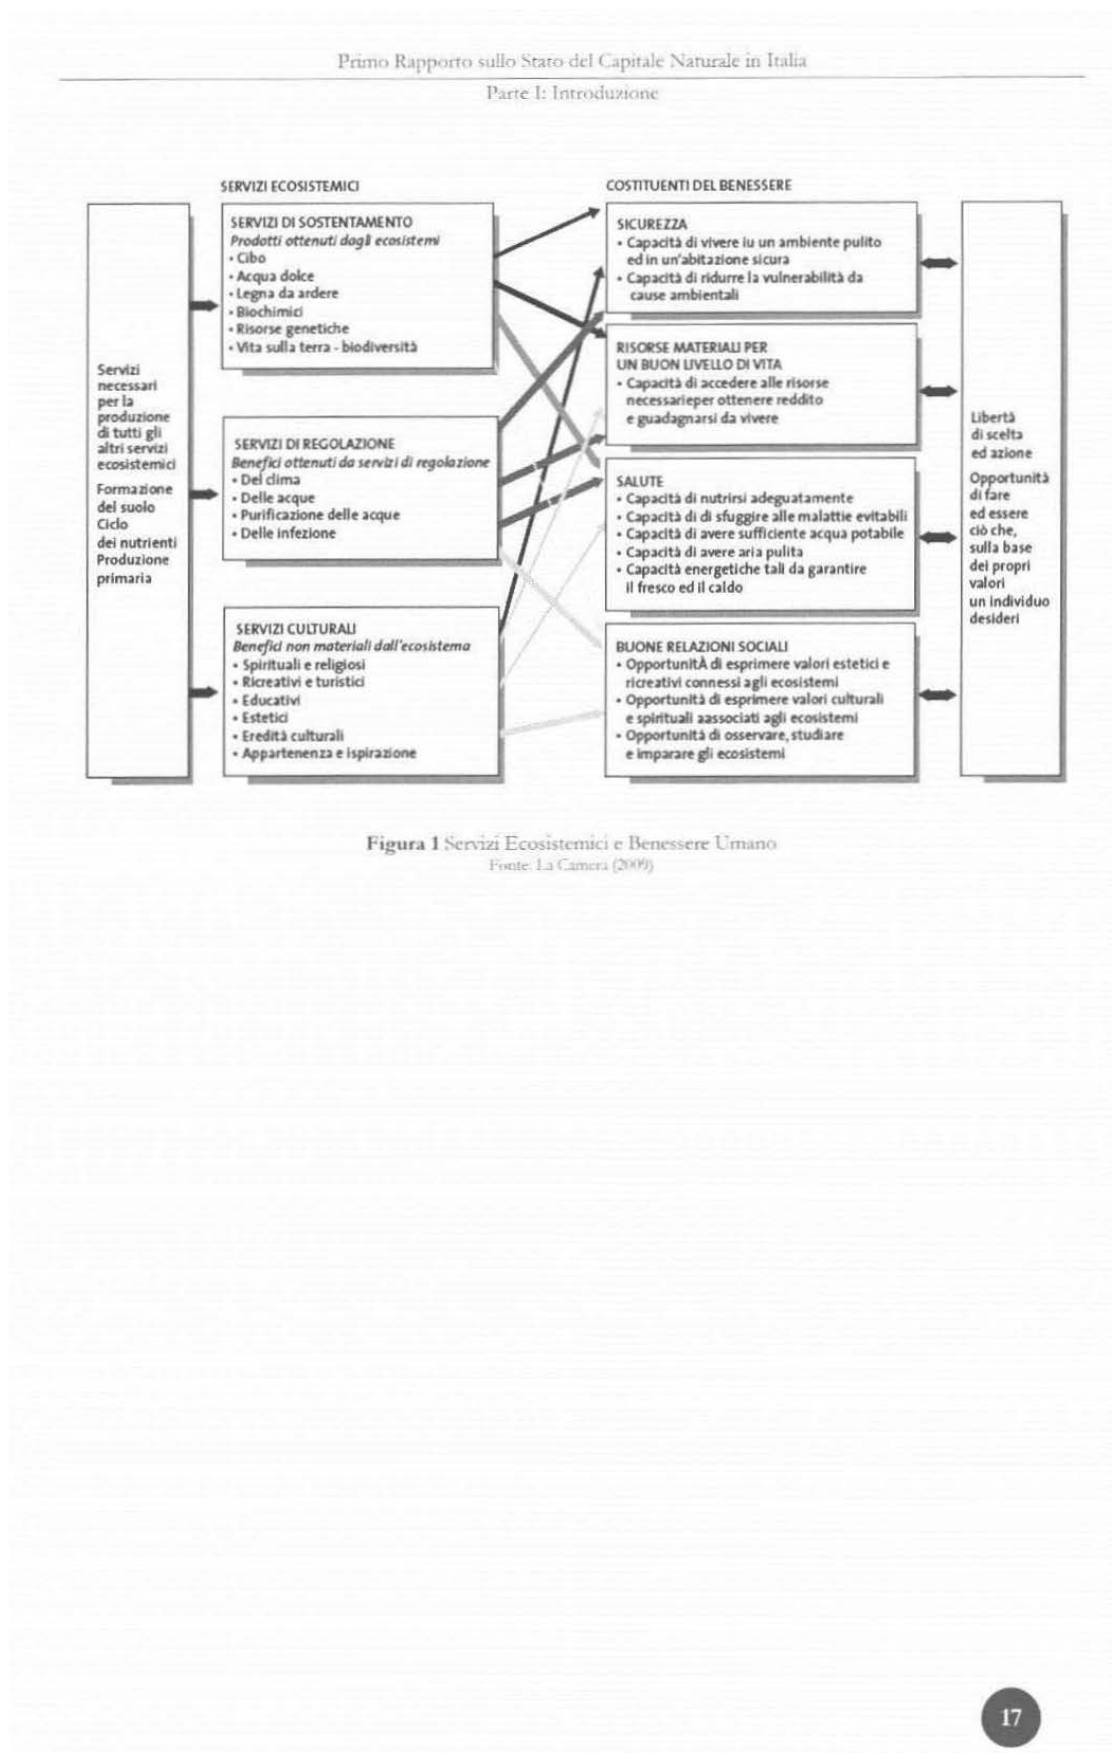 Primo Rapporto sullo Stato del Capitale Naturale in Italia
Parte I: Introduzione
SERVIZI ECOSISTEMICI
COSTITUENTI DEL BENESSERE
Servizi
necessari
per la
produzione
di tutti gli
altri servizi
ecosistemici
Formazione
del suolo
Ciclo
dei nutrienti
Produzione
primaria
SERVIZI DI SOSTENTAMENTO
Prodotti ottenuti dagli ecosistemi
• Cibo
• Acqua dolce
• Legna da ardere
• Biochimici
• Risorse genetiche
• Vita sulla terra - biodiversità
SERVIZI DI REGOLAZIONE
Benefici ottenuti da servizi di regolazione
• Del clima
• Delle acque
• Purificazione delle acque
• Delle infezione
SERVIZI CULTURALI
Benefici non materiali dall'ecosistema
• Spirituali e religiosi
• Ricreativi e turistici
• Educativi
• Estetici
• Eredità culturali
• Appartenenza e ispirazione
SICUREZZA
• Capacità di vivere iu un ambiente pulito
ed in un'abitazione sicura
• Capacità di ridurre la vulnerabilità da
cause ambientali
RISORSE MATERIALI PER
UN BUON LIVELLO DI VITA
• Capacità di accedere alle risorse
necessarieper ottenere reddito
e guadagnarsi da vivere
SALUTE
• Capacità di nutrirsi adeguatamente
• Capacità di di sfuggire alle malattie evitabili
• Capacità di avere sufficiente acqua potabile
• Capacità di avere aria pulita
• Capacità energetiche tali da garantire
il fresco ed il caldo
BUONE RELAZIONI SOCIALI
• OpportunitÀ di esprimere valori estetici e
ricreativi connessi agli ecosistemi
• Opportunità di esprimere valori culturali
e spirituali aassociati agli ecosistemi
• Opportunità di osservare, studiare
e imparare gli ecosistemi
Libertà
di scelta
ed azione
Opportunità
di fare
ed essere
ciò che,
sulla base
dei propri
valori
un individuo
desideri
Figura 1 Servizi Ecosistemici e Benessere Umano
Fonte: La Camera (2009)
17